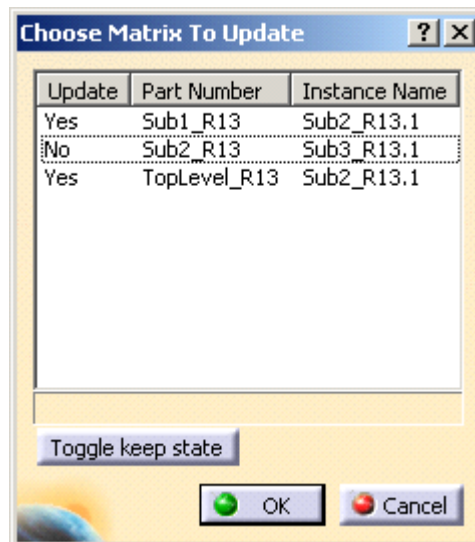 Choose Matrix To Update
Update Part Number Instance Name
Yes Sub1_R13 Sub2_R13.1
No Sub2_R13 Sub3_R13.1
Yes TopLevel_R13 Sub2_R13.1
Toggle keep state
OK Cancel